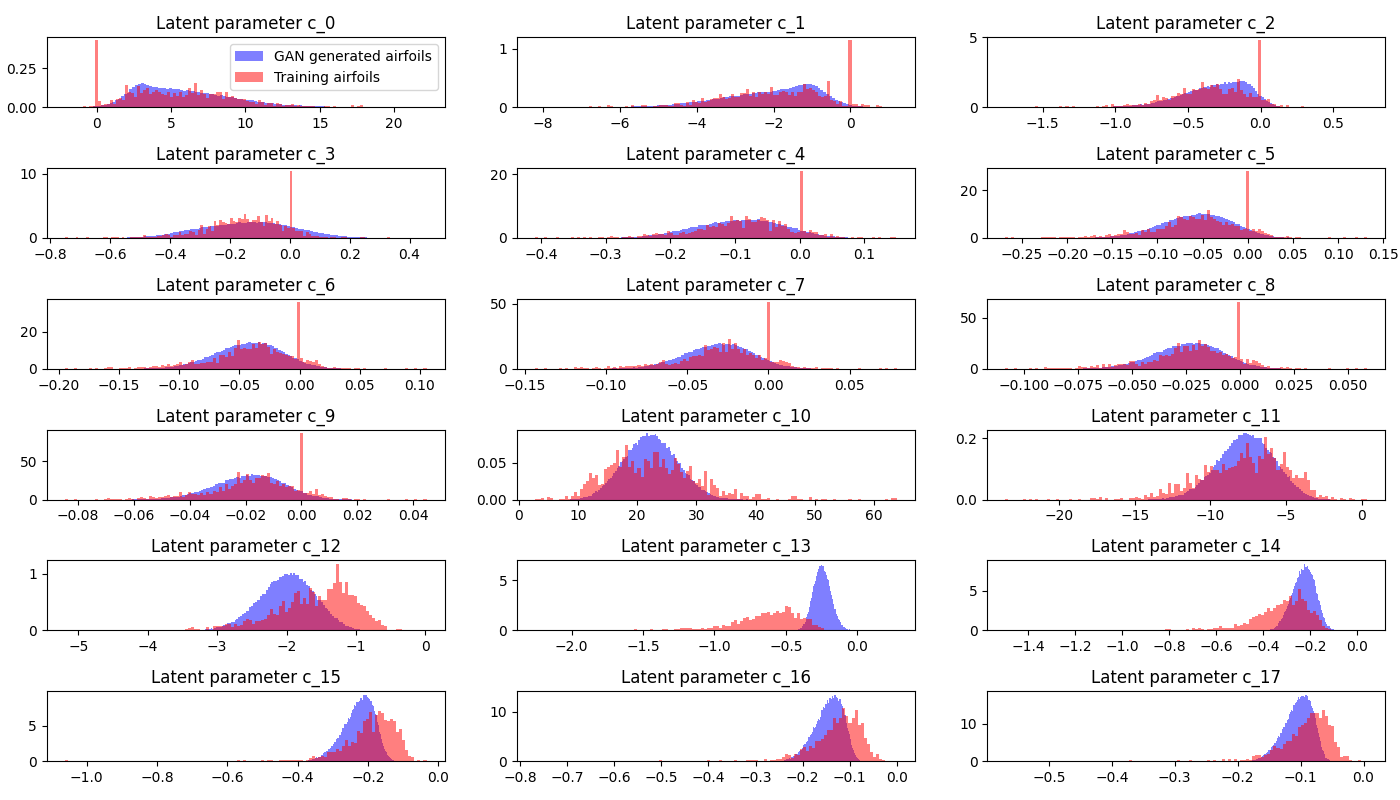 Latent parameter c_0
0.25
0.00
0 5 10 15 20
GAN generated airfoils
Training airfoils
Latent parameter c_1
1
0
−8 −6 −4 −2 0
Latent parameter c_2
5
0
−1.5 −1.0 −0.5 0.0 0.5
Latent parameter c_3
10
0
−0.8 −0.6 −0.4 −0.2 0.0 0.2 0.4
Latent parameter c_4
20
0
−0.4 −0.3 −0.2 −0.1 0.0 0.1
Latent parameter c_5
20
0
−0.25 −0.20 −0.15 −0.10 −0.05 0.00 0.05 0.10 0.15
Latent parameter c_6
20
0
−0.20 −0.15 −0.10 −0.05 0.00 0.05 0.10
Latent parameter c_7
50
0
−0.15 −0.10 −0.05 0.00 0.05
Latent parameter c_8
50
0
−0.100 −0.075 −0.050 −0.025 0.000 0.025 0.050
Latent parameter c_9
50
0
−0.08 −0.06 −0.04 −0.02 0.00 0.02 0.04
Latent parameter c_10
0.05
0.00
0 10 20 30 40 50 60
Latent parameter c_11
0.2
0.0
−20 −15 −10 −5 0
Latent parameter c_12
1
0
−5 −4 −3 −2 −1 0
Latent parameter c_13
5
0
−2.0 −1.5 −1.0 −0.5 0.0
Latent parameter c_14
5
0
−1.4 −1.2 −1.0 −0.8 −0.6 −0.4 −0.2 0.0
Latent parameter c_15
5
0
−1.0 −0.8 −0.6 −0.4 −0.2 0.0
Latent parameter c_16
10
0
−0.8 −0.7 −0.6 −0.5 −0.4 −0.3 −0.2 −0.1 0.0
Latent parameter c_17
10
0
−0.5 −0.4 −0.3 −0.2 −0.1 0.0